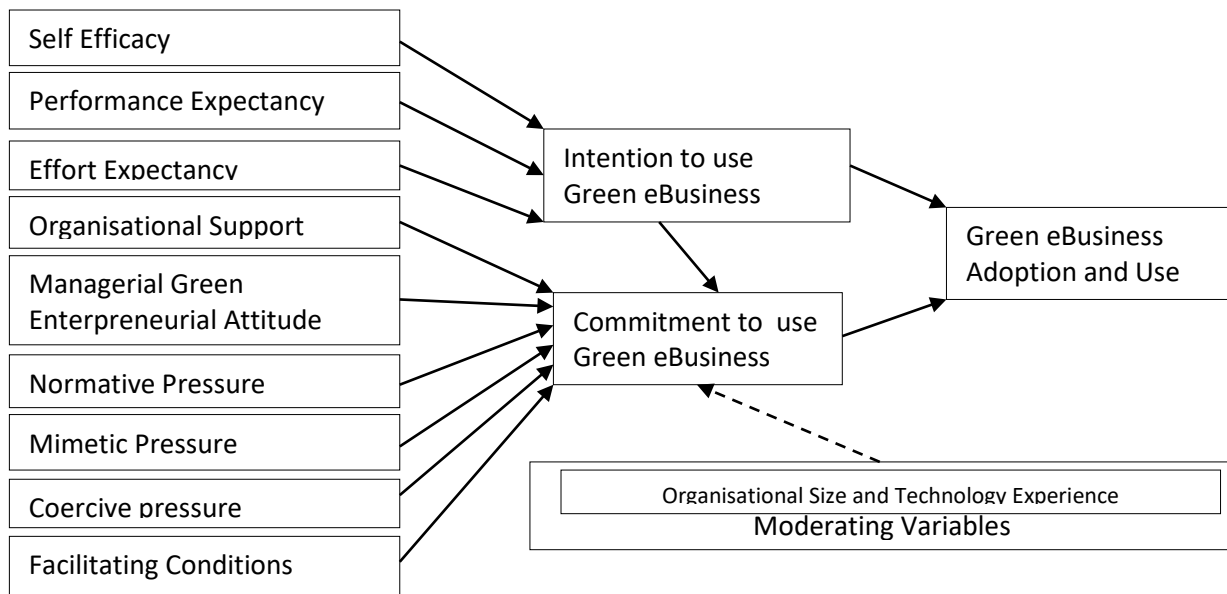 Self Efficacy
Performance Expectancy
Effort Expectancy
Organisational Support
Managerial Green
Enterpreneurial Attitude
Normative Pressure
Mimetic Pressure
Coercive pressure
Facilitating Conditions
Intention to use
Green eBusiness
Commitment to use
Green eBusiness
Green eBusiness
Adoption and Use
Organisational Size and Technology Experience
Moderating Variables